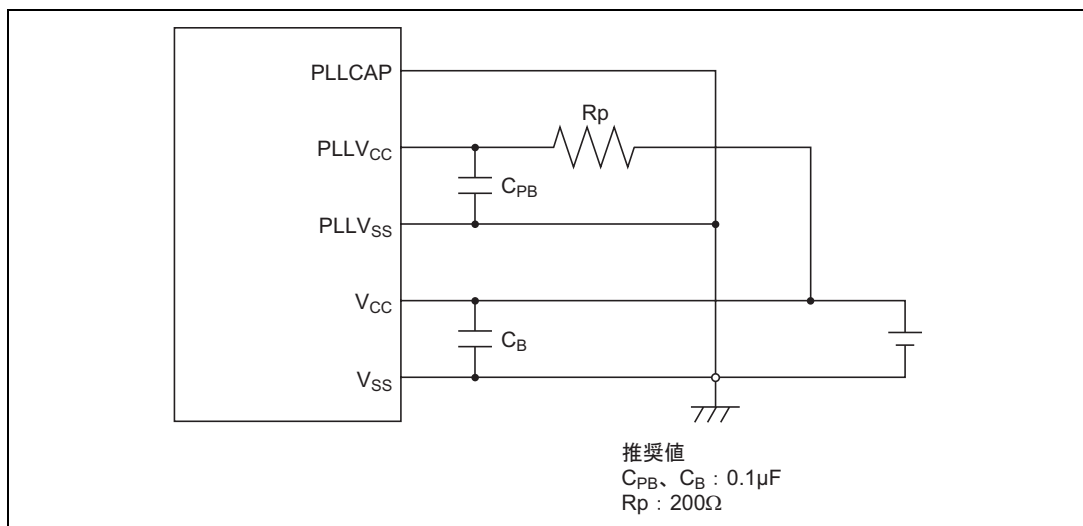 PLLCAP
Rp
PLLVCC
CPB
PLLVSS
VCC
CB
VSS
推奨値
CPB、CB：0.1µF
Rp：200Ω